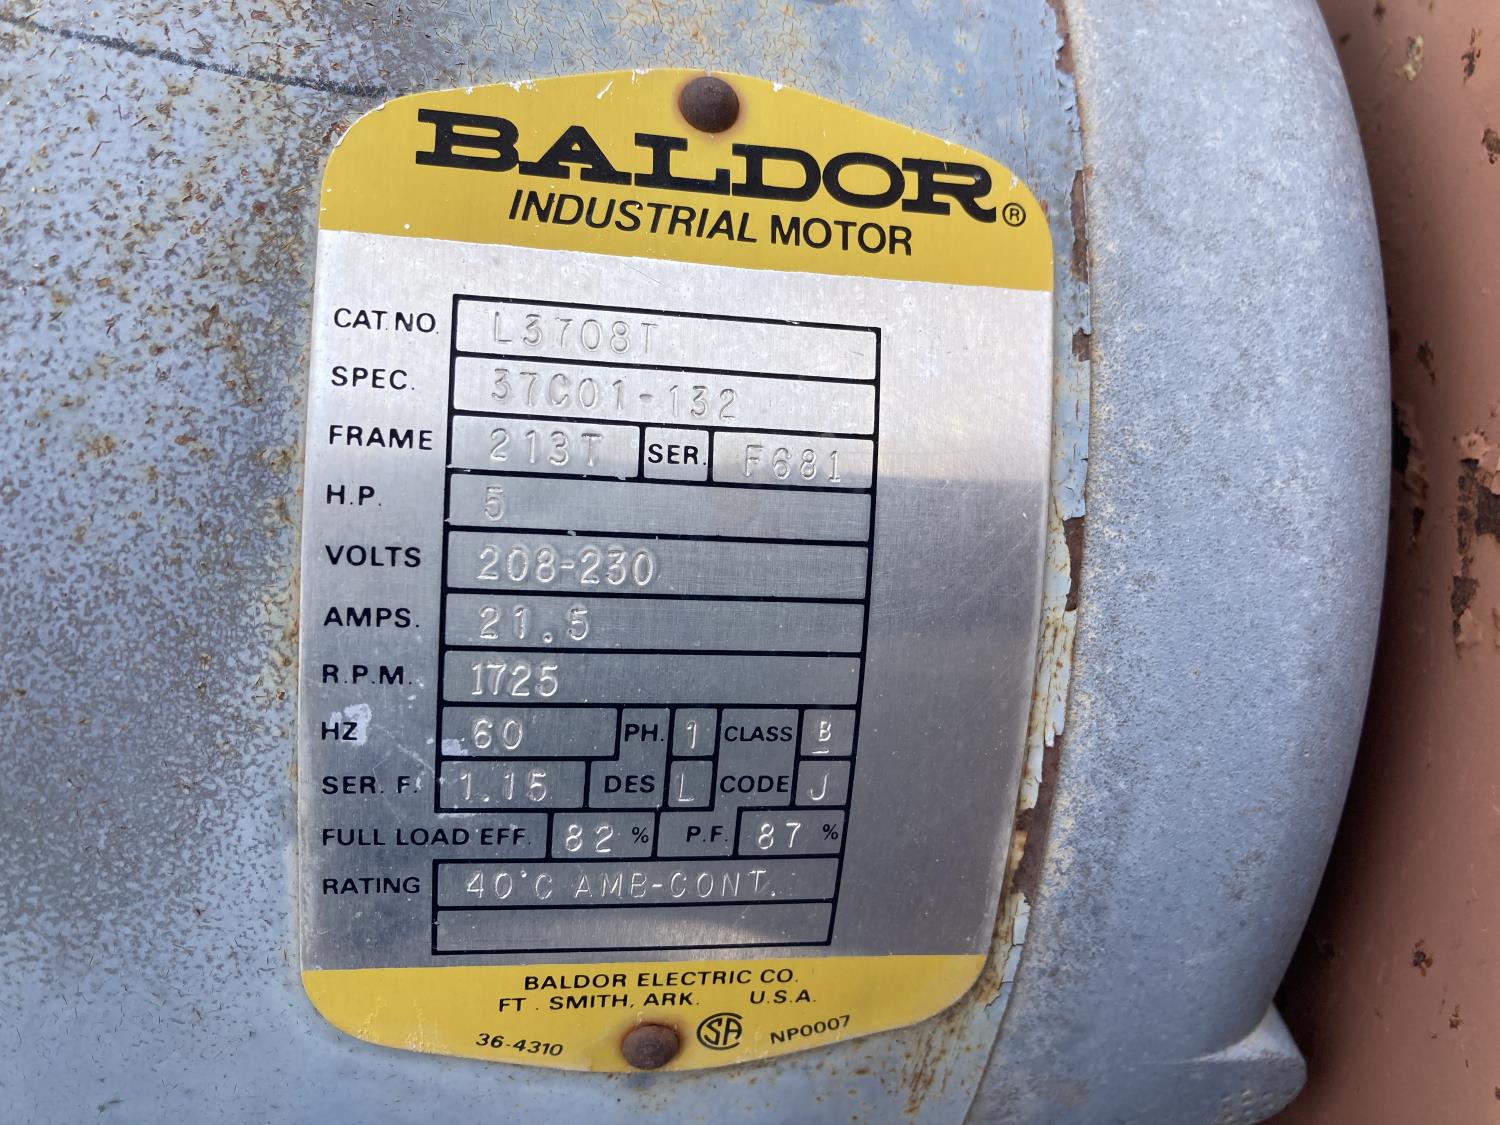 BALDOR®
INDUSTRIAL MOTOR
CAT. NO. L3708T
SPEC. 37C01-132
FRAME 213T SER. F681
H.P. 5
VOLTS 208-230
AMPS. 21.5
R.P.M. 1725
HZ 60 PH. 1 CLASS B
SER. F. 1.15 DES L CODE J
FULL LOAD EFF. 82 % P.F. 87 %
RATING 40°C AMB-CONT.
BALDOR ELECTRIC CO.
FT. SMITH, ARK. U.S.A.
36-4310 SA NP0007